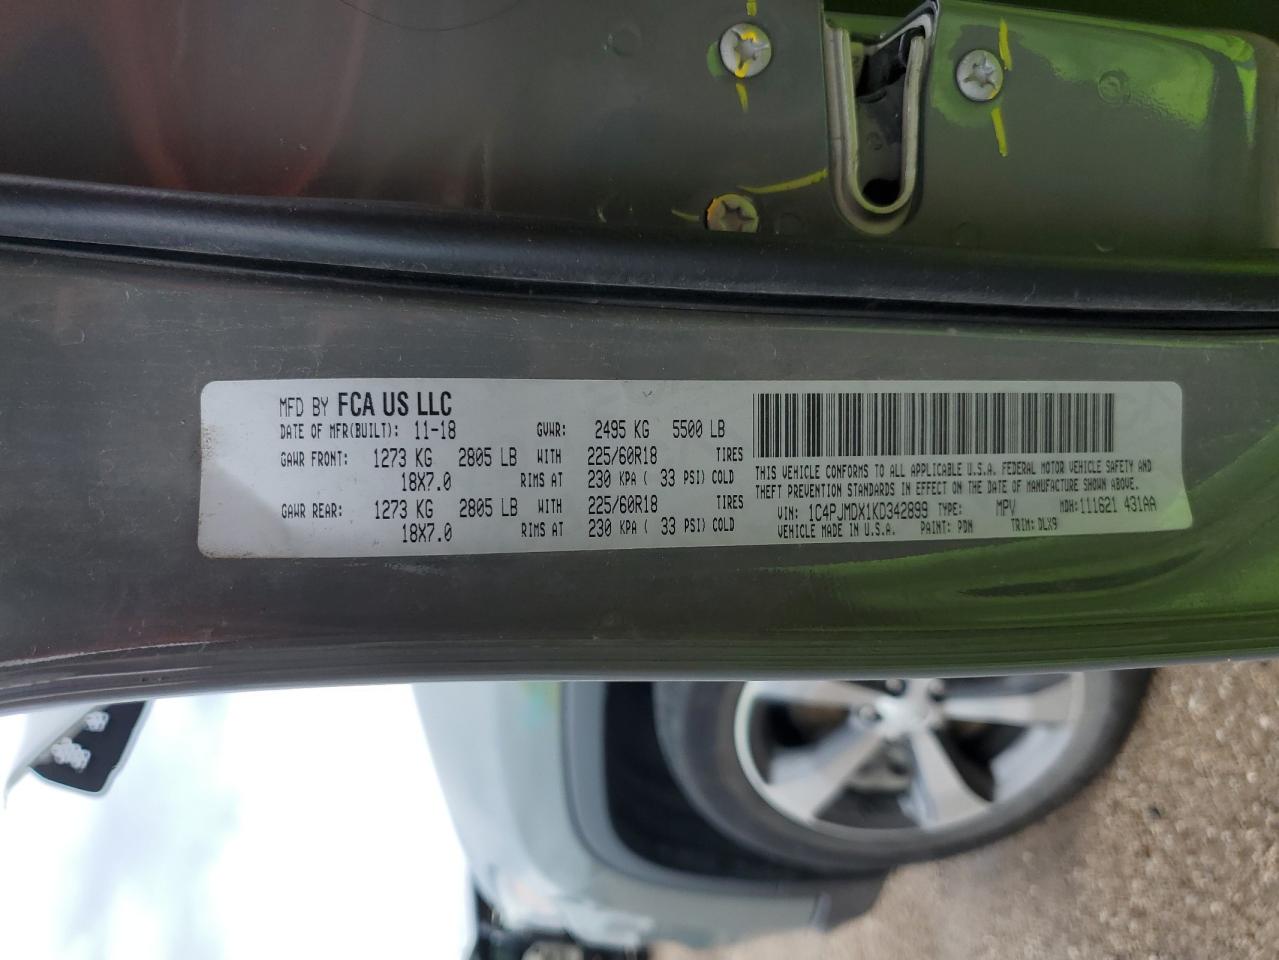 MFD BY FCA US LLC
DATE OF MFR(BUILT): 11-18 GVWR: 2495 KG 5500 LB
GAWR FRONT: 1273 KG 2805 LB WITH 225/60R18 TIRES
18X7.0 RIMS AT 230 KPA ( 33 PSI) COLD
GAWR REAR: 1273 KG 2805 LB WITH 225/60R18 TIRES
18X7.0 RIMS AT 230 KPA ( 33 PSI) COLD
THIS VEHICLE CONFORMS TO ALL APPLICABLE U.S.A. FEDERAL MOTOR VEHICLE SAFETY AND
THEFT PREVENTION STANDARDS IN EFFECT ON THE DATE OF MANUFACTURE SHOWN ABOVE.
VIN: 1C4PJMDX1KD342899 TYPE: MPV MDH: 111621 431AA
VEHICLE MADE IN U.S.A. PAINT: PDN TRIM: DLX9